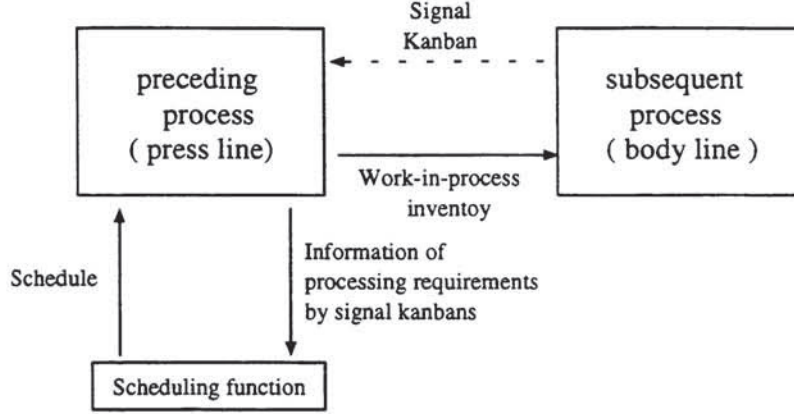 Signal
Kanban
preceding
process
( press line)
subsequent
process
( body line )
Work-in-process
inventoy
Schedule
Information of
processing requirements
by signal kanbans
Scheduling function